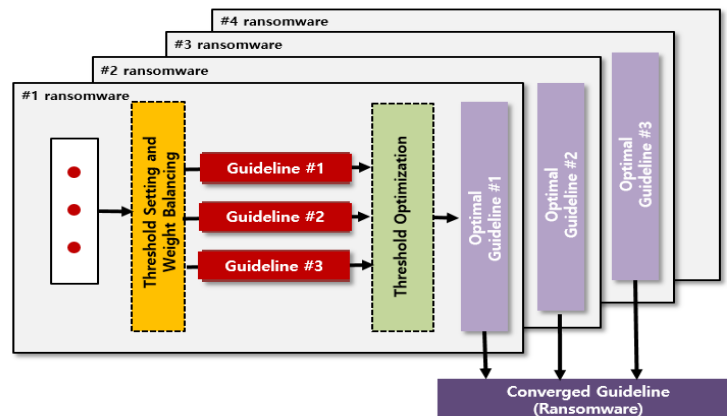 #4 ransomware
#3 ransomware
#2 ransomware
#1 ransomware
Threshold Setting and
Weight Balancing
Guideline #1
Guideline #2
Guideline #3
Threshold Optimization
Optimal
Guideline #1
Optimal
Guideline #2
Optimal
Guideline #3
Converged Guideline
(Ransomware)